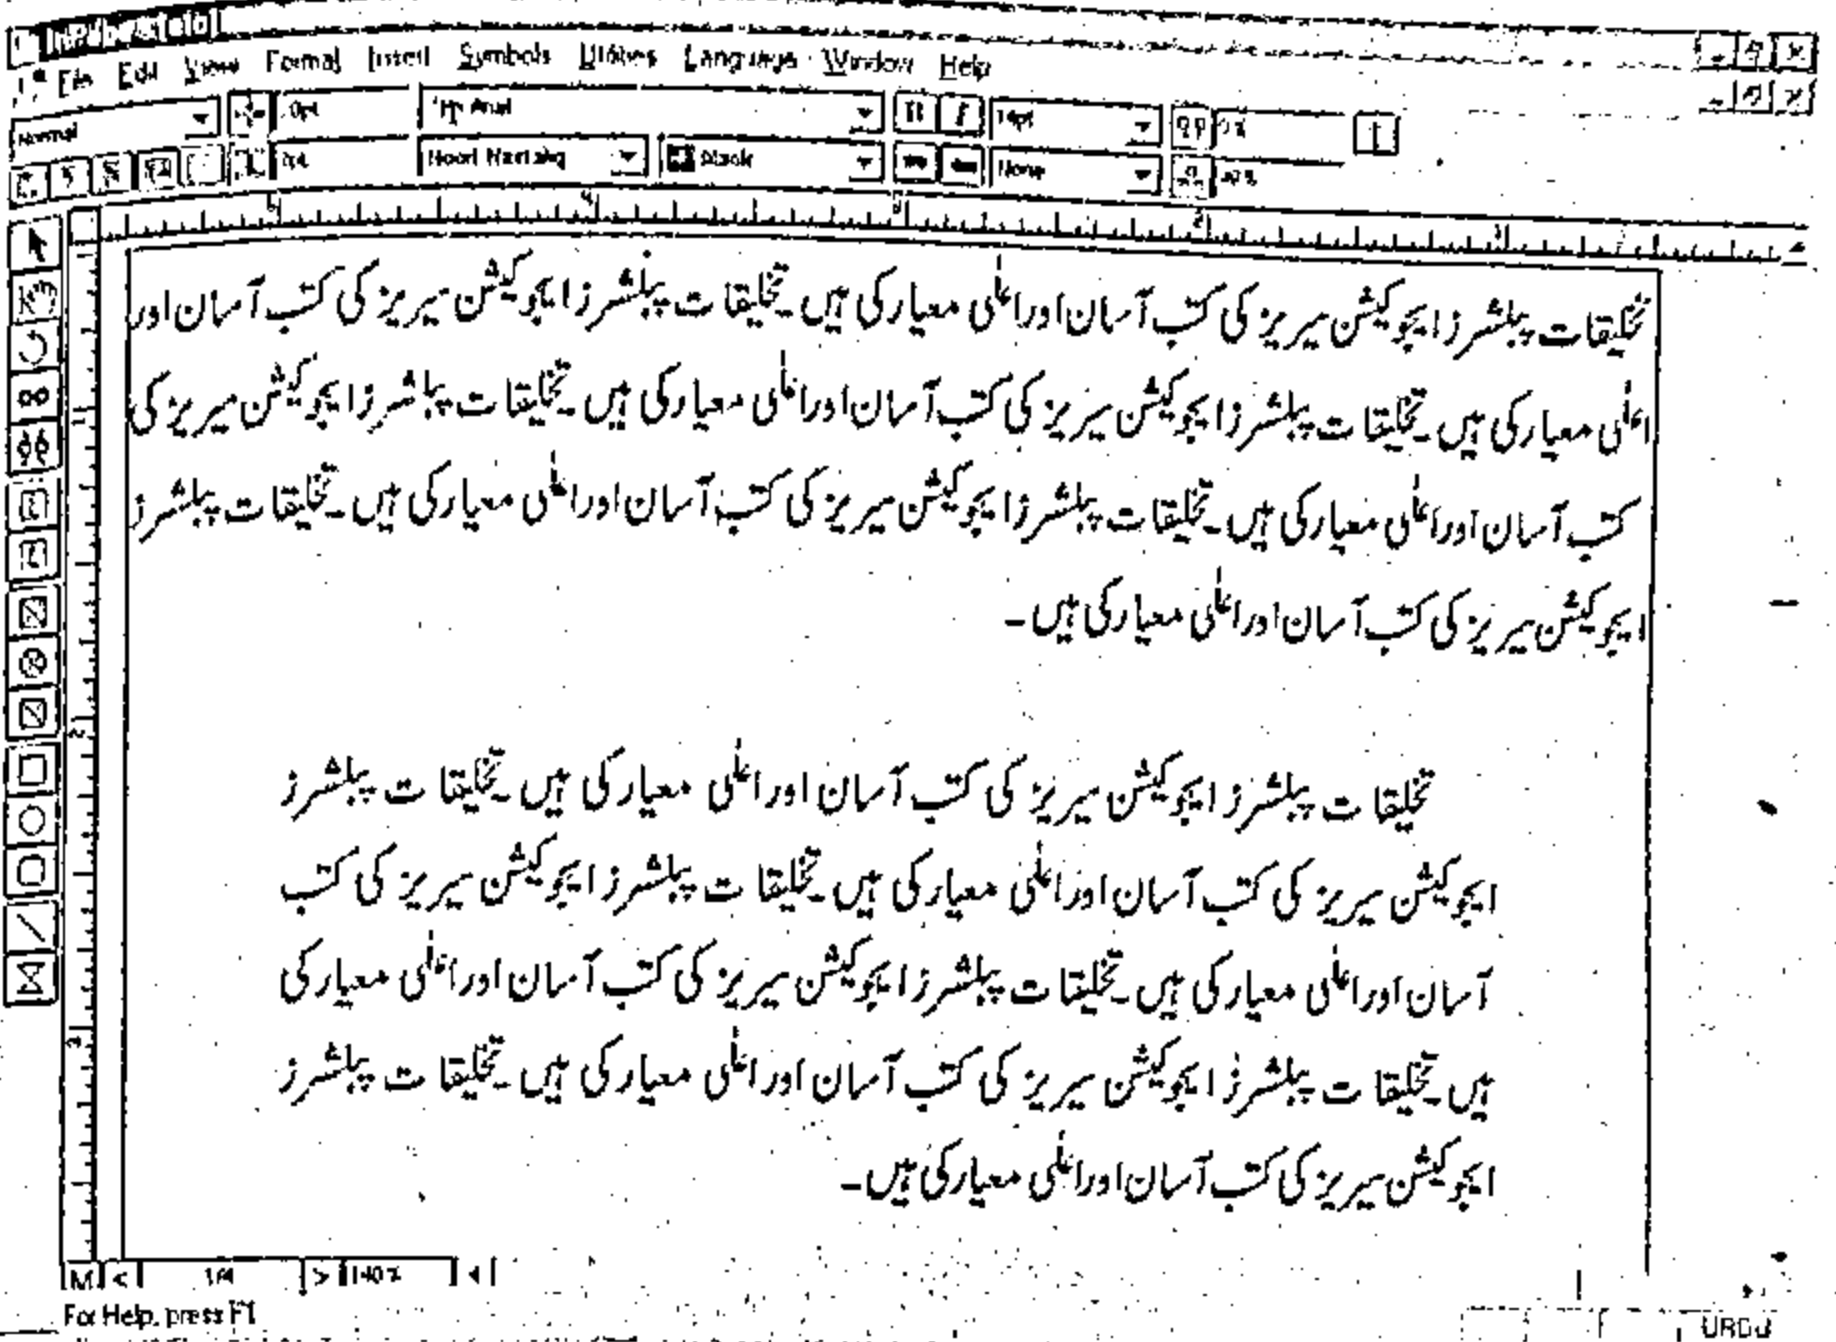 File Edit View Format Insert Symbols Utilities Language Window Help
Normal 0pt Arial 14pt
0pt Noori Nastaliq Black None
تخلیقات پبلشرز ایجوکیشن سیریز کی کتب آسان اور اعلٰی معیار کی ہیں۔ تخلیقات پبلشرز ایجوکیشن سیریز کی کتب آسان اور
اعلٰی معیار کی ہیں۔ تخلیقات پبلشرز ایجوکیشن سیریز کی کتب آسان اور اعلٰی معیار کی ہیں۔ تخلیقات پبلشرز ایجوکیشن سیریز کی
کتب آسان اور اعلٰی معیار کی ہیں۔ تخلیقات پبلشرز ایجوکیشن سیریز کی کتب آسان اور اعلٰی معیار کی ہیں۔ تخلیقات پبلشرز
ایجوکیشن سیریز کی کتب آسان اور اعلٰی معیار کی ہیں۔
تخلیقات پبلشرز ایجوکیشن سیریز کی کتب آسان اور اعلٰی معیار کی ہیں۔ تخلیقات پبلشرز
ایجوکیشن سیریز کی کتب آسان اور اعلٰی معیار کی ہیں۔ تخلیقات پبلشرز ایجوکیشن سیریز کی کتب
آسان اور اعلٰی معیار کی ہیں۔ تخلیقات پبلشرز ایجوکیشن سیریز کی کتب آسان اور اعلٰی معیار کی
ہیں۔ تخلیقات پبلشرز ایجوکیشن سیریز کی کتب آسان اور اعلٰی معیار کی ہیں۔ تخلیقات پبلشرز
ایجوکیشن سیریز کی کتب آسان اور اعلٰی معیار کی ہیں۔
M < > 140%
For Help, press F1
URDU